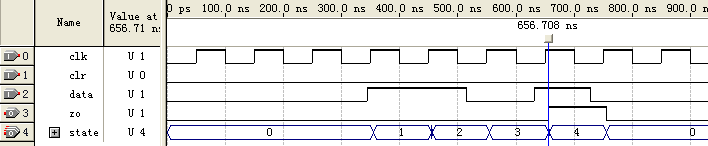 Name Value at 656.71 ns 0 ps 100.0 ns 200.0 ns 300.0 ns 400.0 ns 500.0 ns 600.0 ns 700.0 ns 800.0 ns 900.0
656.708 ns
0 clk U 1
1 clr U 0
2 data U 1
3 zo U 1
4 state U 4 0 1 2 3 4 0